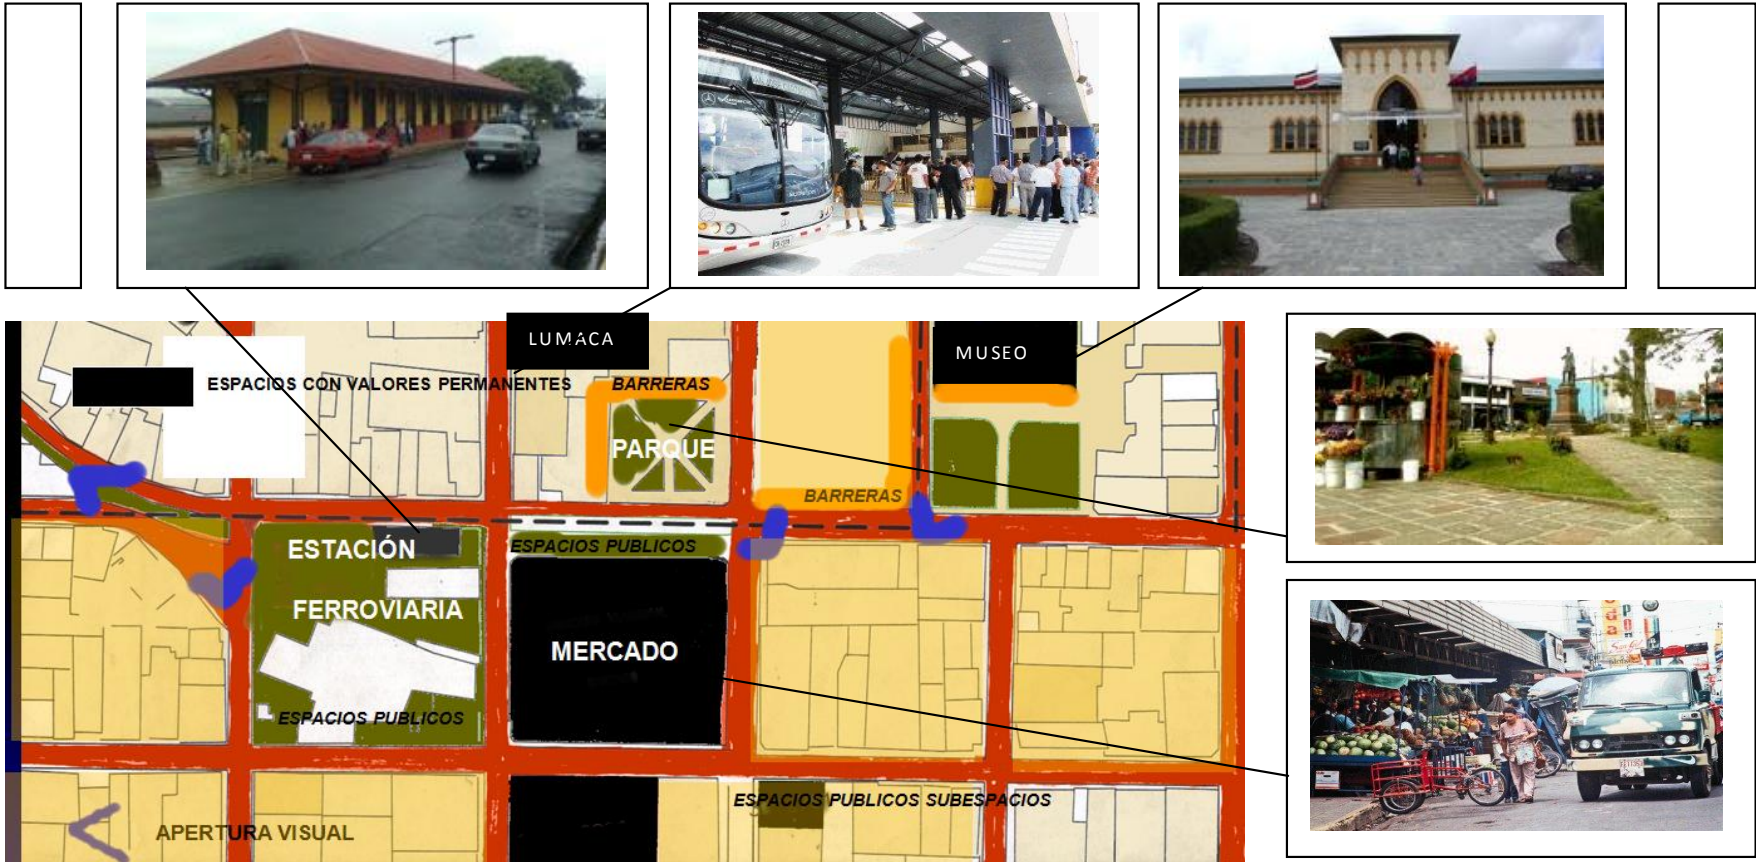 LUMACA
MUSEO
ESPACIOS CON VALORES PERMANENTES
BARRERAS
PARQUE
BARRERAS
ESTACIÓN
ESPACIOS PUBLICOS
FERROVIARIA
MERCADO
ESPACIOS PUBLICOS
ESPACIOS PUBLICOS SUBESPACIOS
APERTURA VISUAL